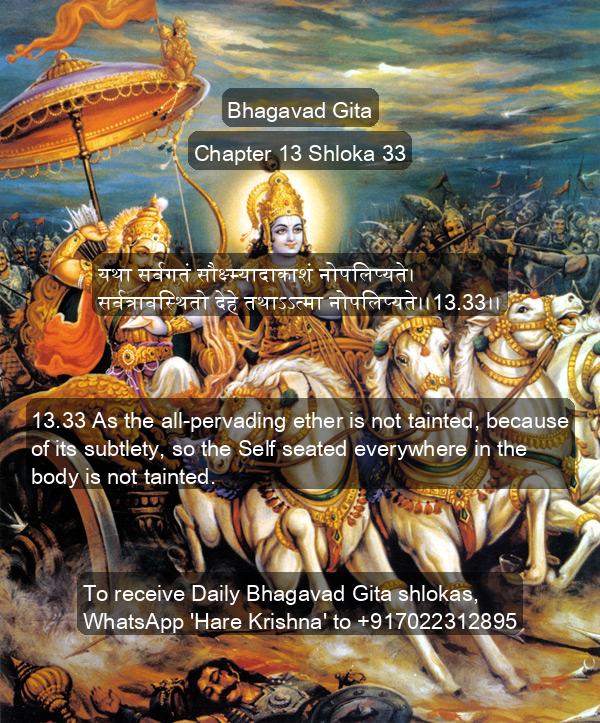 Bhagavad Gita
Chapter 13 Shloka 33
यथा सर्वगतं सौक्ष्म्यादाकाशं नोपलिप्यते।
सर्वत्रावस्थितो देहे तथाऽऽत्मा नोपलिप्यते।।13.33।।
13.33 As the all-pervading ether is not tainted, because
of its subtlety, so the Self seated everywhere in the
body is not tainted.
To receive Daily Bhagavad Gita shlokas,
WhatsApp 'Hare Krishna' to +917022312895